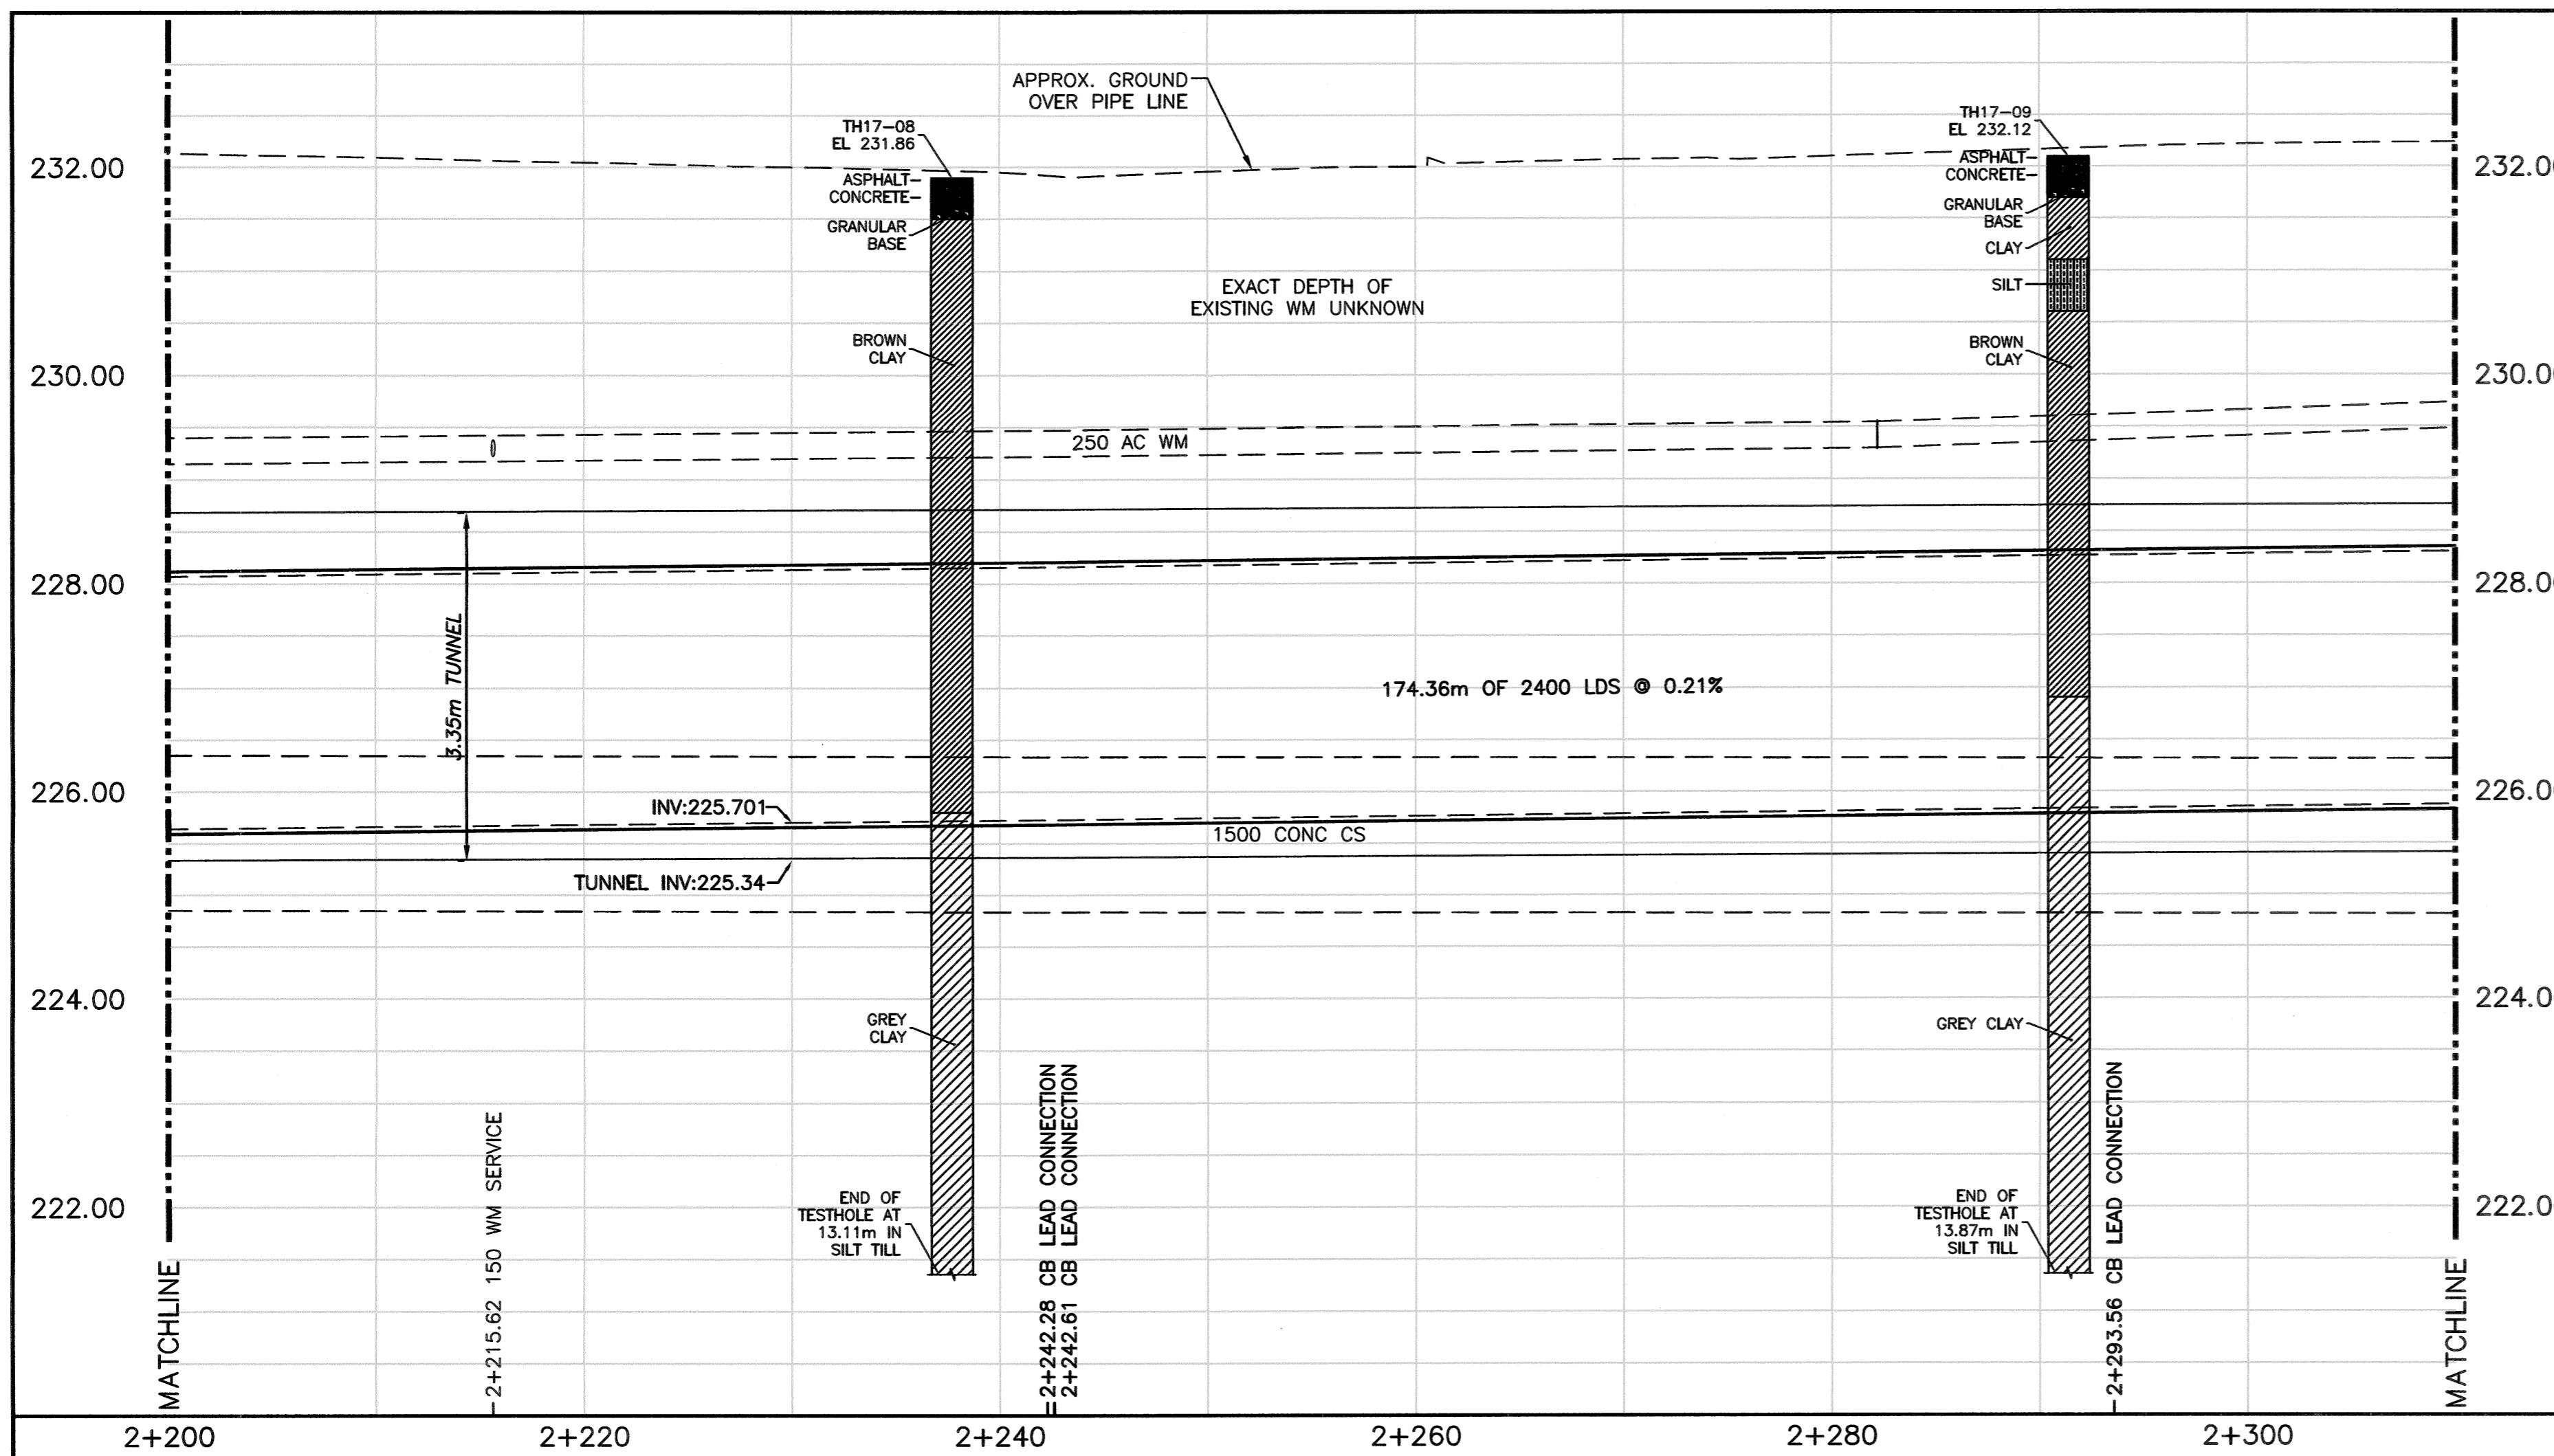 APPROX. GROUND
OVER PIPE LINE
TH17-08
EL 231.86
ASPHALT
CONCRETE
GRANULAR
BASE
BROWN
CLAY
TH17-09
EL 232.12
ASPHALT
CONCRETE
GRANULAR
BASE
CLAY
SILT
BROWN
CLAY
EXACT DEPTH OF
EXISTING WM UNKNOWN
232.00
230.00
228.00
226.00
224.00
222.00
232.0
230.0
228.0
226.0
224.0
222.0
250 AC WM
3.35m TUNNEL
174.36m OF 2400 LDS @ 0.21%
INV:225.701
1500 CONC CS
TUNNEL INV:225.34
GREY
CLAY
GREY CLAY
END OF
TESTHOLE AT
13.11m IN
SILT TILL
END OF
TESTHOLE AT
13.87m IN
SILT TILL
MATCHLINE
2+215.62 150 WM SERVICE
2+242.28 CB LEAD CONNECTION
2+242.61 CB LEAD CONNECTION
2+293.56 CB LEAD CONNECTION
MATCHLINE
2+200
2+220
2+240
2+260
2+280
2+300